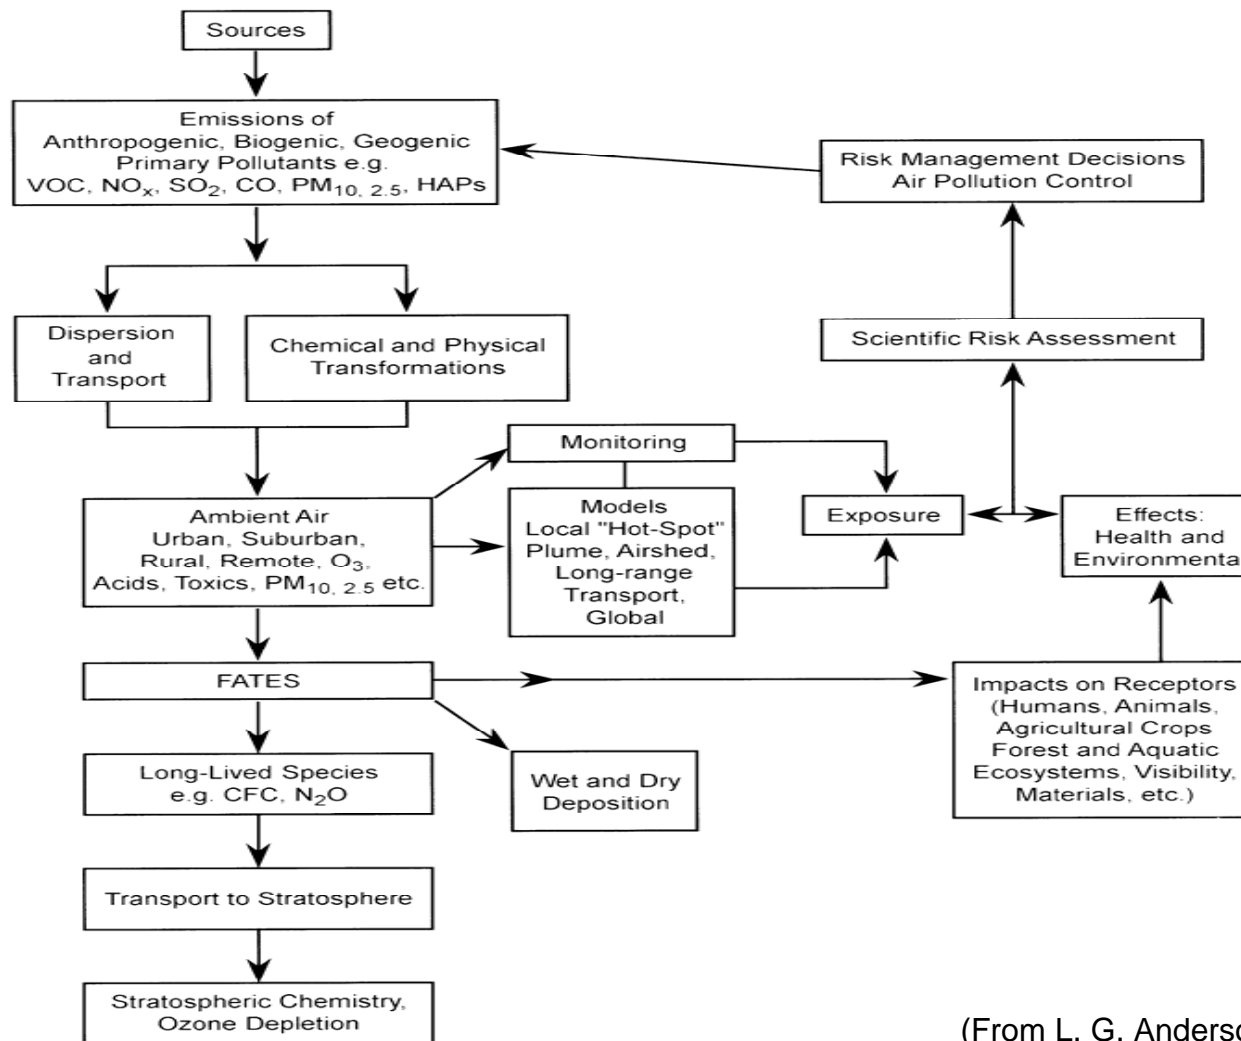 Sources
Emissions of
Anthropogenic, Biogenic, Geogenic
Primary Pollutants e.g.
VOC, NOx, SO2, CO, PM10, 2.5, HAPs
Risk Management Decisions
Air Pollution Control
Dispersion
and
Transport
Chemical and Physical
Transformations
Scientific Risk Assessment
Monitoring
Ambient Air
Urban, Suburban,
Rural, Remote, O3,
Acids, Toxics, PM10, 2.5 etc.
Models
Local "Hot-Spot"
Plume, Airshed,
Long-range
Transport,
Global
Exposure
Effects:
Health and
Environmenta
FATES
Impacts on Receptors
(Humans, Animals,
Agricultural Crops
Forest and Aquatic
Ecosystems, Visibility,
Materials, etc.)
Long-Lived Species
e.g. CFC, N2O
Wet and Dry
Deposition
Transport to Stratosphere
Stratospheric Chemistry,
Ozone Depletion
(From L. G. Anderso